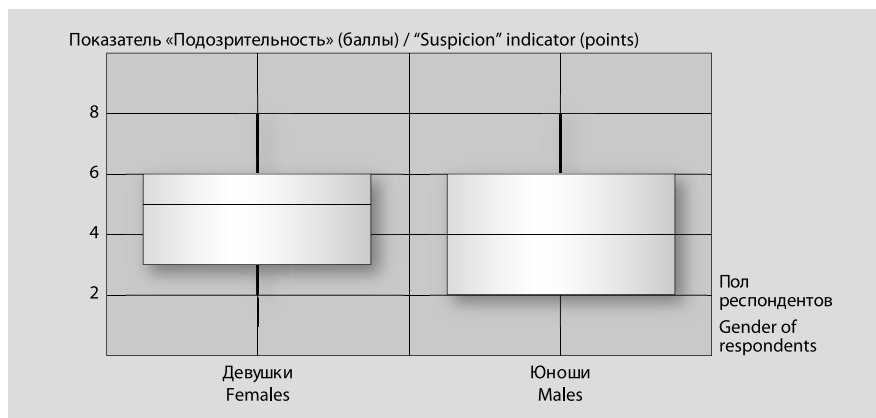 Показатель «Подозрительность» (баллы) / “Suspicion” indicator (points)
8
6
4
2
Пол
респондентов
Gender of
respondents
Девушки
Females
Юноши
Males